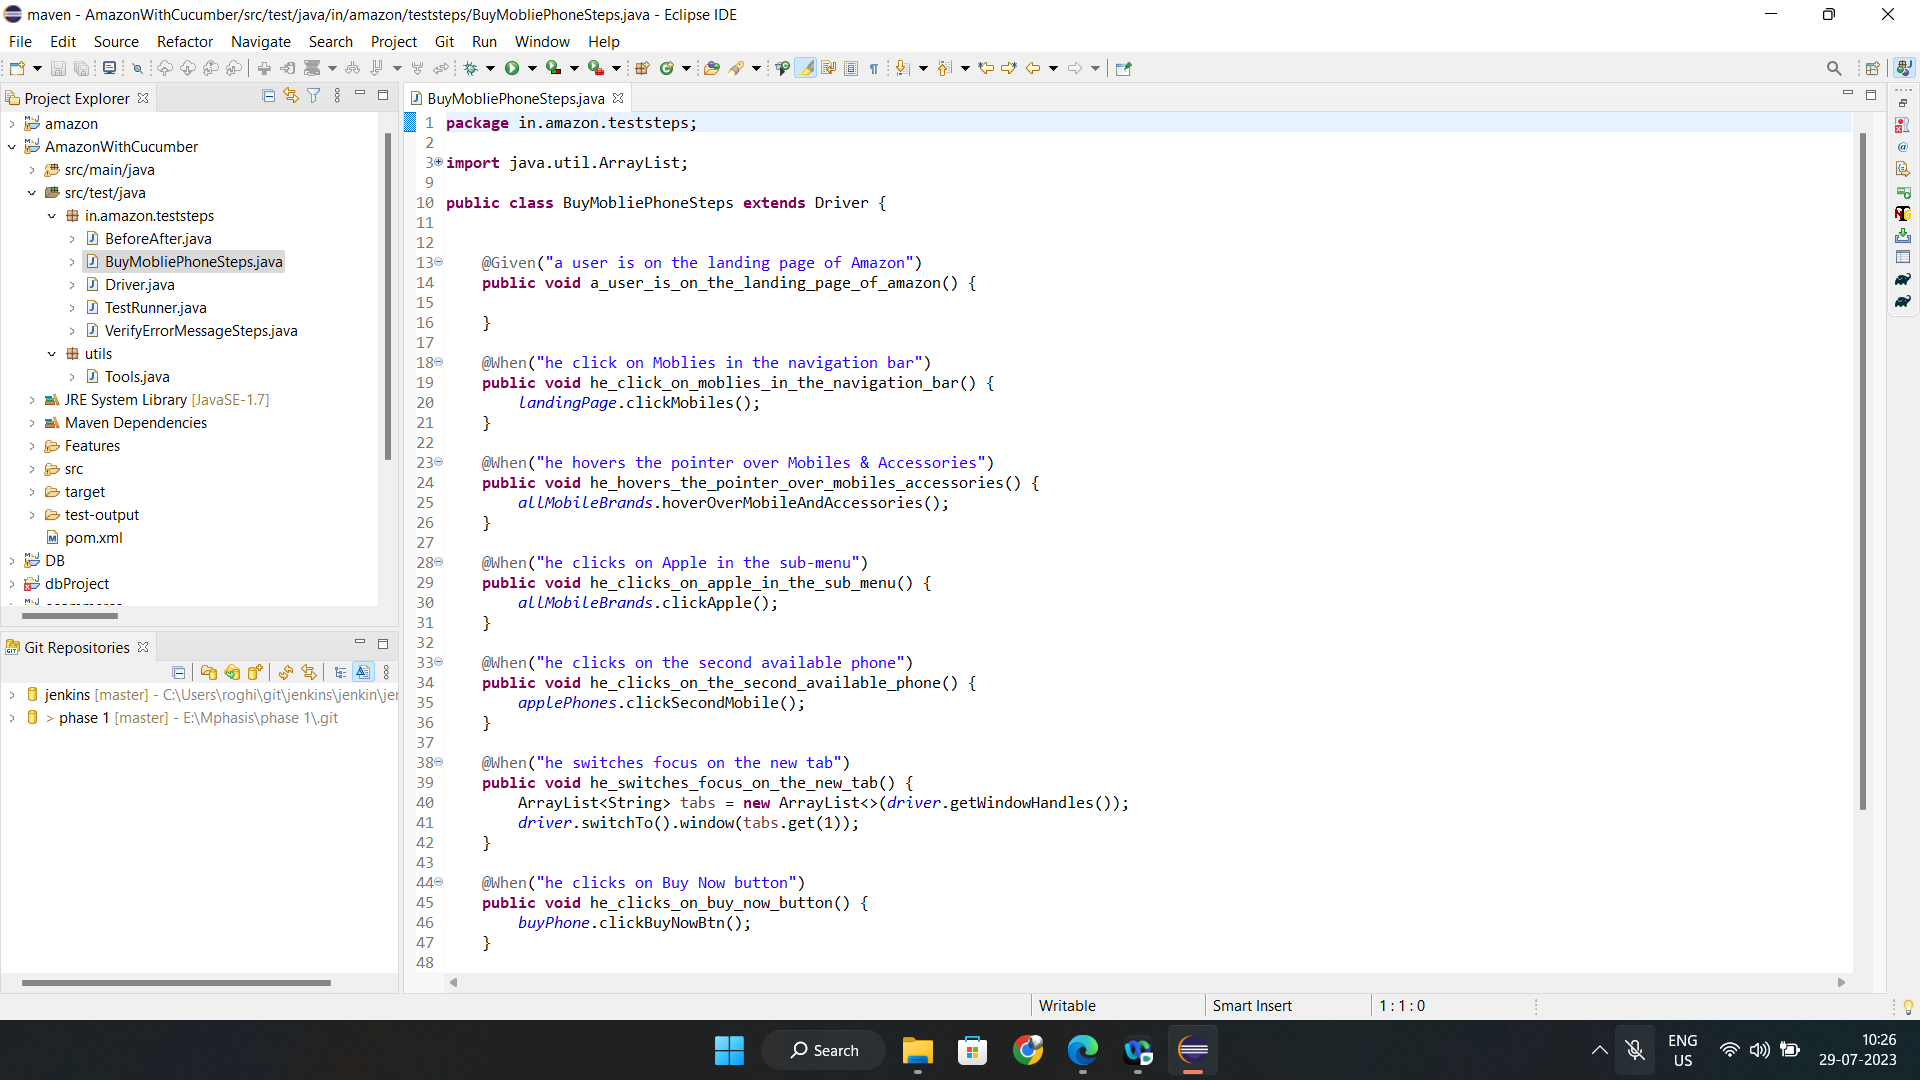 maven - AmazonWithCucumber/src/test/java/in/amazon/teststeps/BuyMobliePhoneSteps.java - Eclipse IDE
File Edit Source Refactor Navigate Search Project Git Run Window Help
Project Explorer
amazon
AmazonWithCucumber
src/main/java
src/test/java
in.amazon.teststeps
BeforeAfter.java
BuyMobliePhoneSteps.java
Driver.java
TestRunner.java
VerifyErrorMessageSteps.java
utils
Tools.java
JRE System Library [JavaSE-1.7]
Maven Dependencies
Features
src
target
test-output
pom.xml
DB
dbProject
Git Repositories
jenkins [master] - C:\Users\roghi\git\jenkins\jenkin\jer
> phase 1 [master] - E:\Mphasis\phase 1\.git
BuyMobliePhoneSteps.java
1 package in.amazon.teststeps;
2
3 import java.util.ArrayList;
9
10 public class BuyMobliePhoneSteps extends Driver {
11
12
13 @Given("a user is on the landing page of Amazon")
14 public void a_user_is_on_the_landing_page_of_amazon() {
15
16 }
17
18 @When("he click on Moblies in the navigation bar")
19 public void he_click_on_moblies_in_the_navigation_bar() {
20 landingPage.clickMobiles();
21 }
22
23 @When("he hovers the pointer over Mobiles & Accessories")
24 public void he_hovers_the_pointer_over_mobiles_accessories() {
25 allMobileBrands.hoverOverMobileAndAccessories();
26 }
27
28 @When("he clicks on Apple in the sub-menu")
29 public void he_clicks_on_apple_in_the_sub_menu() {
30 allMobileBrands.clickApple();
31 }
32
33 @When("he clicks on the second available phone")
34 public void he_clicks_on_the_second_available_phone() {
35 applePhones.clickSecondMobile();
36 }
37
38 @When("he switches focus on the new tab")
39 public void he_switches_focus_on_the_new_tab() {
40 ArrayList<String> tabs = new ArrayList<>(driver.getWindowHandles());
41 driver.switchTo().window(tabs.get(1));
42 }
43
44 @When("he clicks on Buy Now button")
45 public void he_clicks_on_buy_now_button() {
46 buyPhone.clickBuyNowBtn();
47 }
48
Writable Smart Insert 1 : 1 : 0
Search
ENG
US
10:26
29-07-2023